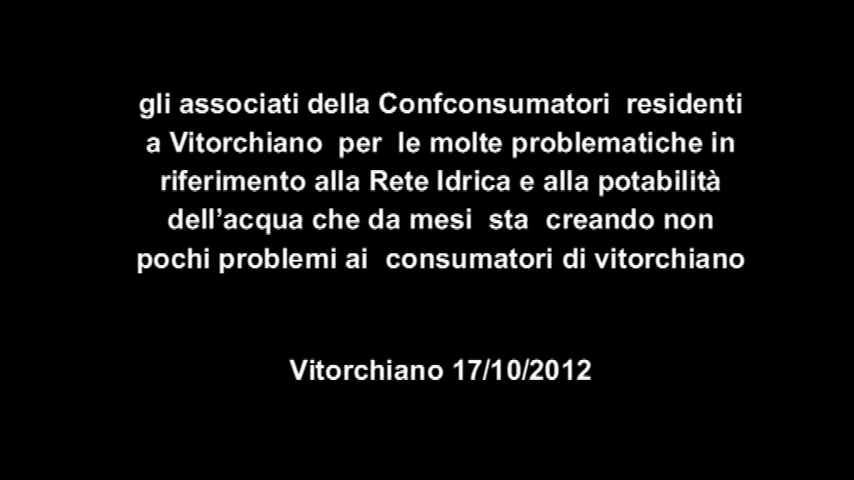 gli associati della Confconsumatori  residenti
a Vitorchiano  per  le molte problematiche in
riferimento alla Rete Idrica e alla potabilità
dell’acqua che da mesi  sta  creando non
pochi problemi ai  consumatori di vitorchiano
Vitorchiano 17/10/2012